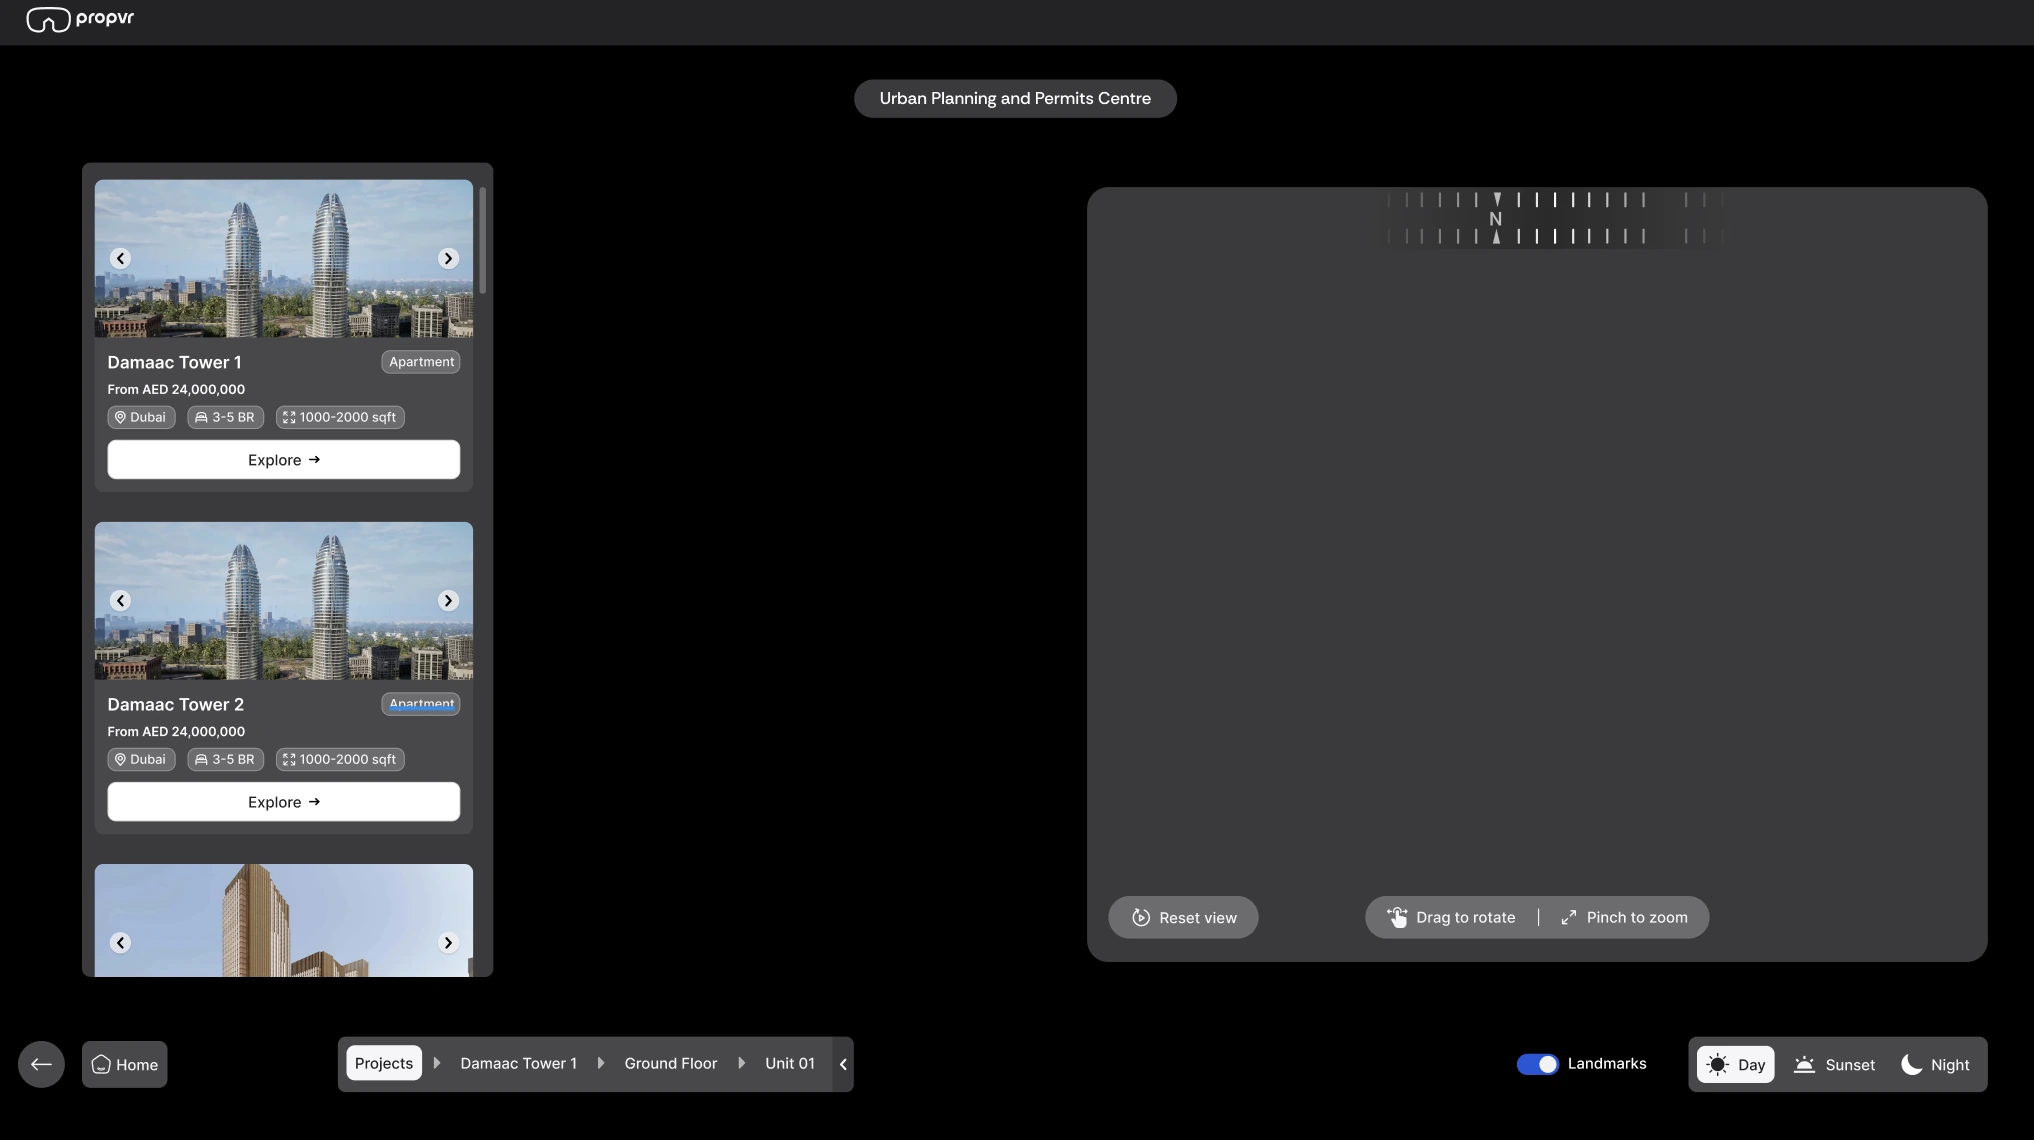 propvr
Urban Planning and Permits Centre
N
Damaac Tower 1
Apartment
From AED 24,000,000
Dubai
3-5 BR
1000-2000 sqft
Explore →
Damaac Tower 2
Apartment
From AED 24,000,000
Dubai
3-5 BR
1000-2000 sqft
Explore →
Reset view
Drag to rotate | Pinch to zoom
Home
Projects
Damaac Tower 1
Ground Floor
Unit 01
Landmarks
Day
Sunset
Night